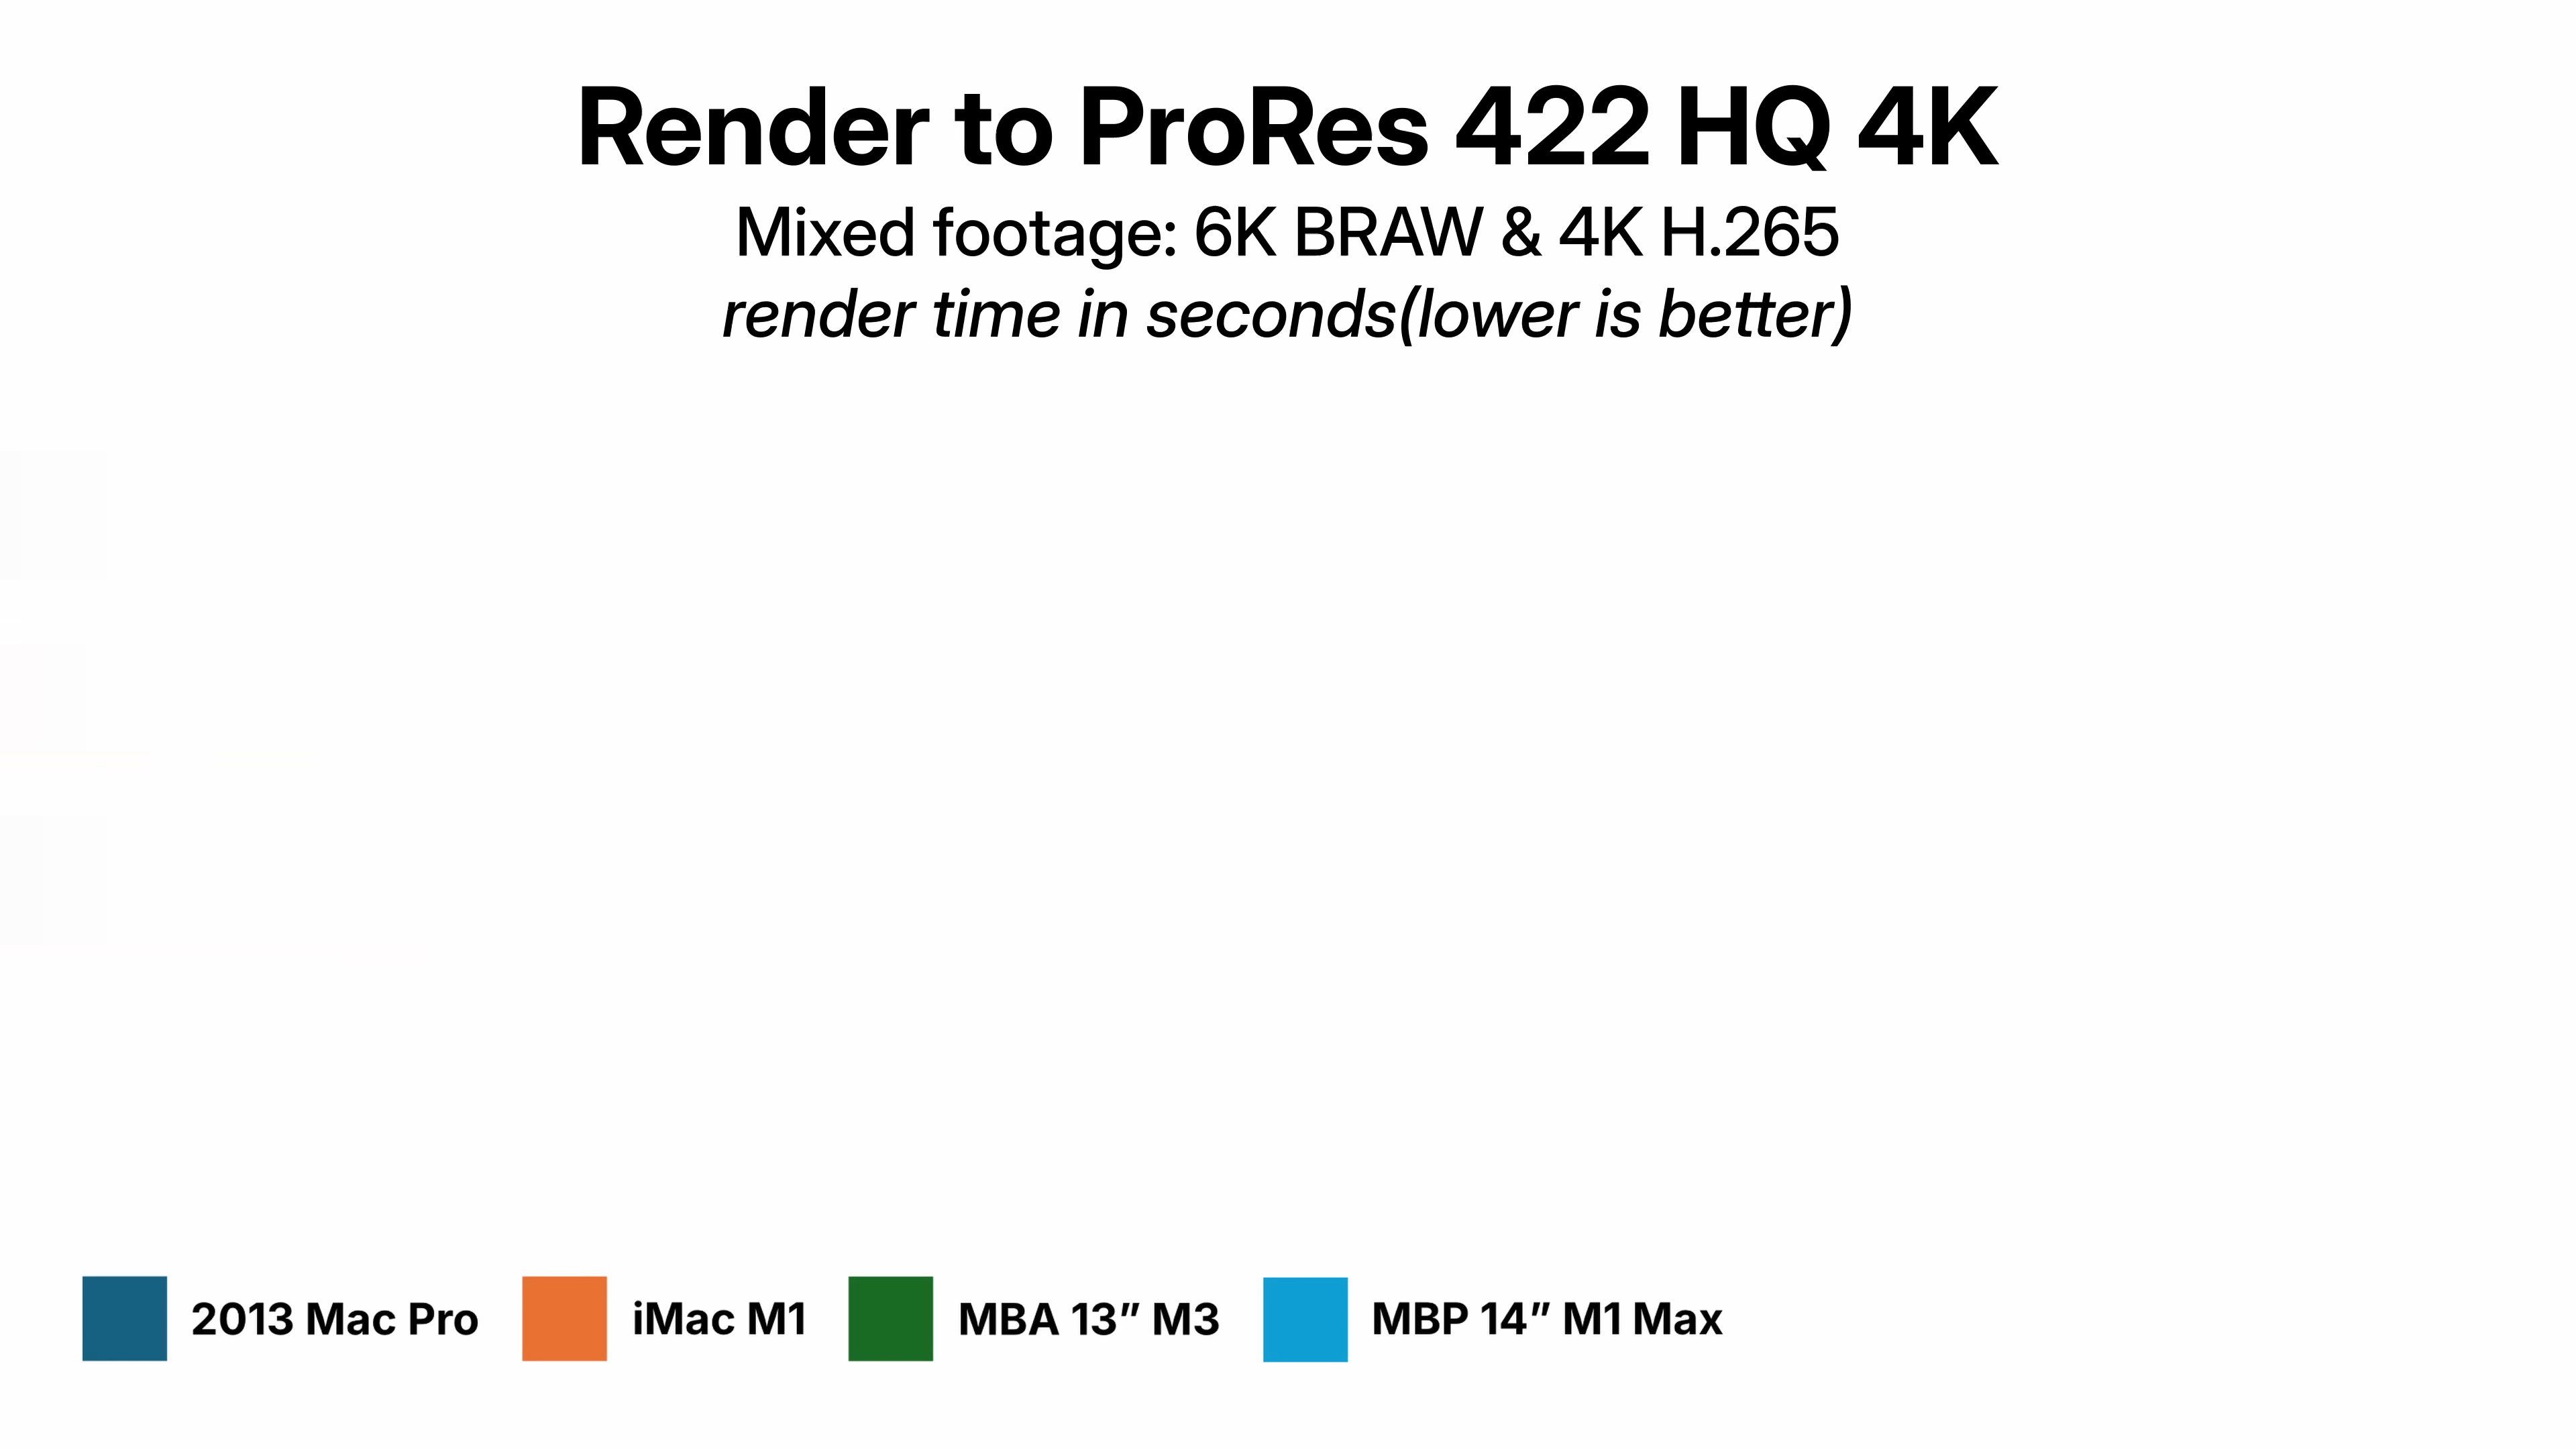 Render to ProRes 422 HQ 4K
Mixed footage: 6K BRAW & 4K H.265
render time in seconds(lower is better)
2013 Mac Pro iMac M1 MBA 13” M3 MBP 14” M1 Max